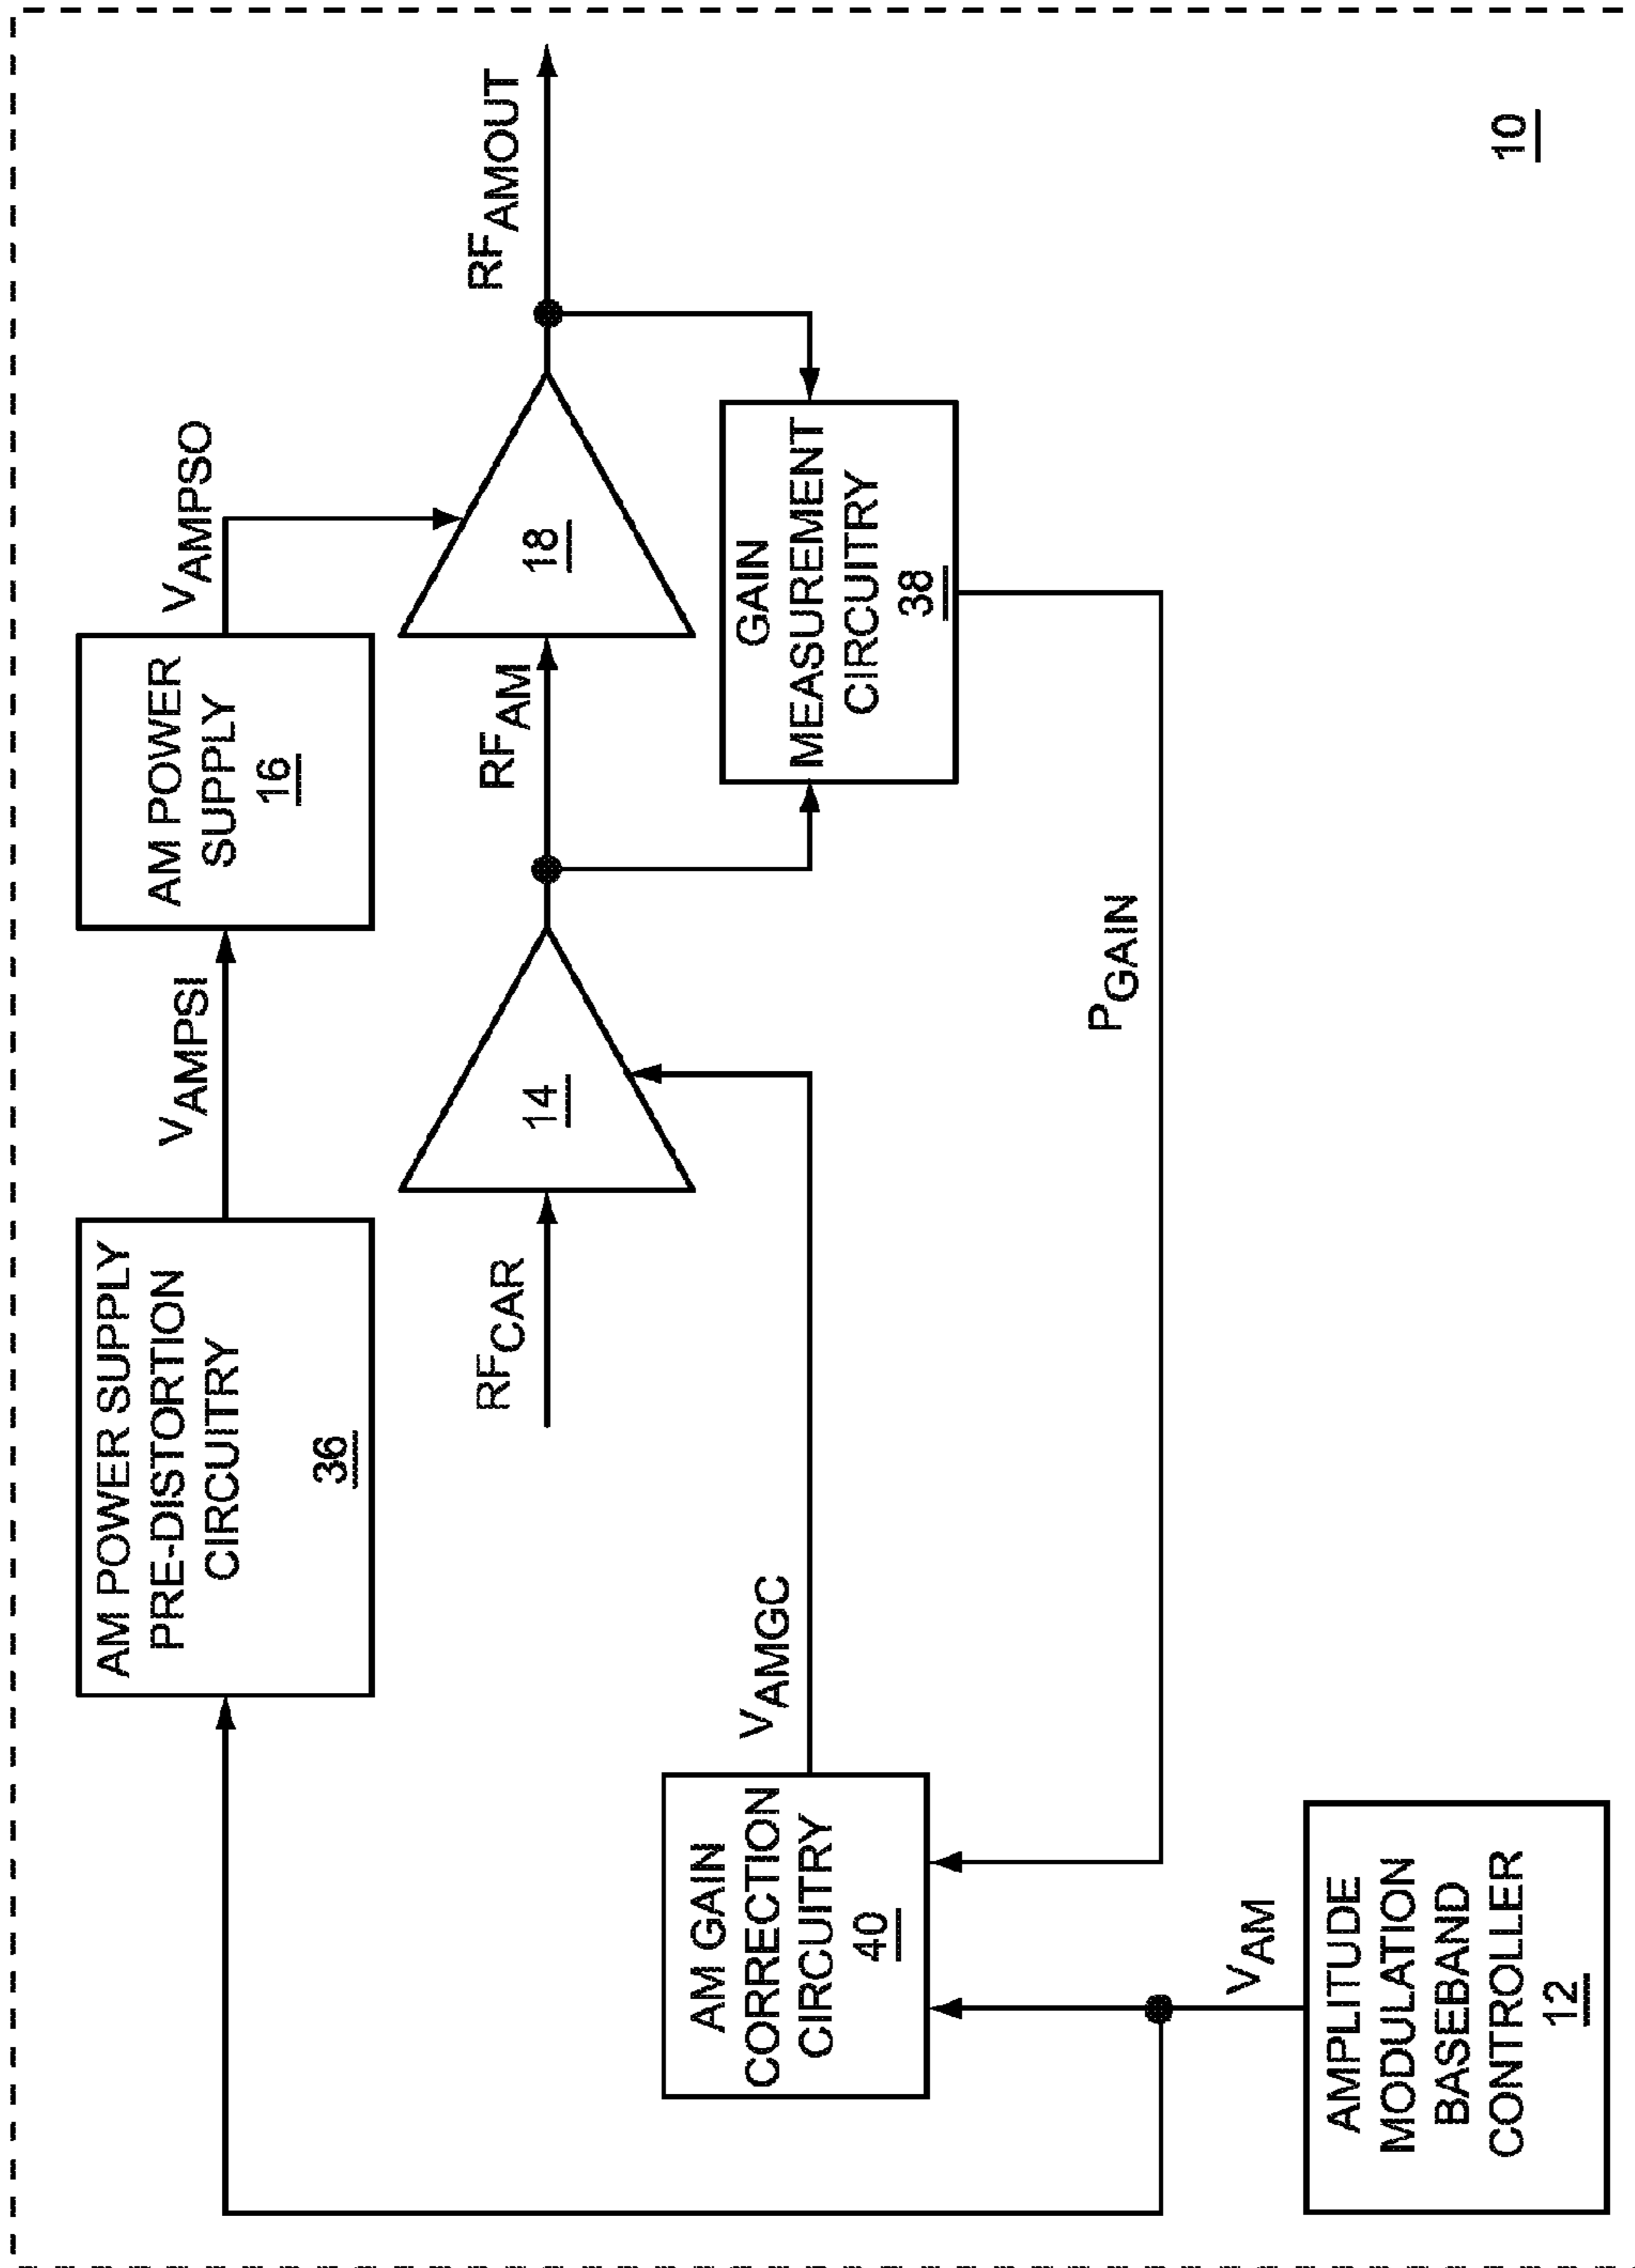 AM POWER SUPPLY
PRE-DISTORTION
CIRCUITRY
36
VAMPSI
AM POWER
SUPPLY
16
VAMPSO
RFCAR
14
RFAM
18
RFAMOUT
AM GAIN
CORRECTION
CIRCUITRY
40
VAMGC
GAIN
MEASUREMENT
CIRCUITRY
38
PGAIN
VAM
AMPLITUDE
MODULATION
BASEBAND
CONTROLLER
12
10